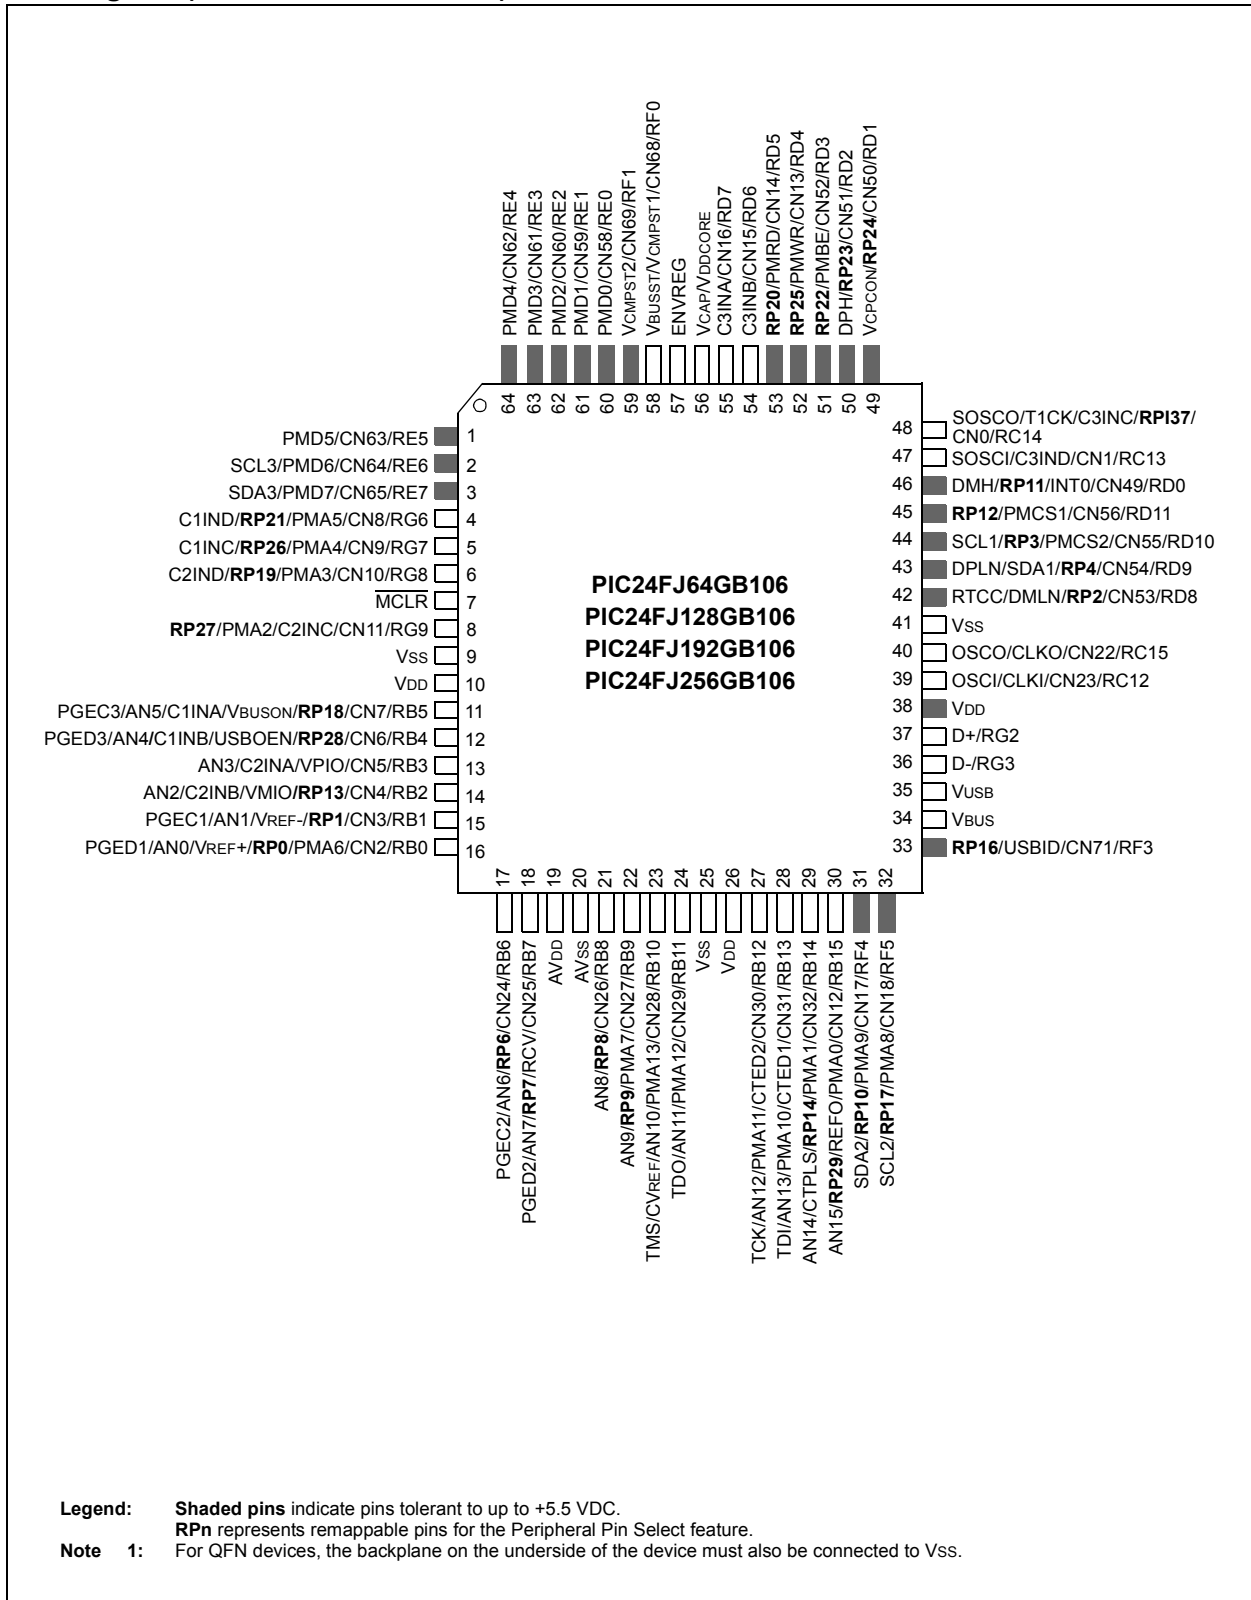 PMD4/CN62/RE4
PMD3/CN61/RE3
PMD2/CN60/RE2
PMD1/CN59/RE1
PMD0/CN58/RE0
VCMPST2/CN69/RF1
VBUSST/VCMPST1/CN68/RF0
ENVREG
VCAP/VDDCORE
C3INA/CN16/RD7
C3INB/CN15/RD6
RP20/PMRD/CN14/RD5
RP25/PMWR/CN13/RD4
RP22/PMBE/CN52/RD3
DPH/RP23/CN51/RD2
VCPCON/RP24/CN50/RD1
64 63 62 61 60 59 58 57 56 55 54 53 52 51 50 49
PMD5/CN63/RE5 1
SCL3/PMD6/CN64/RE6 2
SDA3/PMD7/CN65/RE7 3
C1IND/RP21/PMA5/CN8/RG6 4
C1INC/RP26/PMA4/CN9/RG7 5
C2IND/RP19/PMA3/CN10/RG8 6
MCLR 7
RP27/PMA2/C2INC/CN11/RG9 8
VSS 9
VDD 10
PGEC3/AN5/C1INA/VBUSON/RP18/CN7/RB5 11
PGED3/AN4/C1INB/USBOEN/RP28/CN6/RB4 12
AN3/C2INA/VPIO/CN5/RB3 13
AN2/C2INB/VMIO/RP13/CN4/RB2 14
PGEC1/AN1/VREF-/RP1/CN3/RB1 15
PGED1/AN0/VREF+/RP0/PMA6/CN2/RB0 16
PIC24FJ64GB106
PIC24FJ128GB106
PIC24FJ192GB106
PIC24FJ256GB106
48 SOSCO/T1CK/C3INC/RPI37/
CN0/RC14
47 SOSCI/C3IND/CN1/RC13
46 DMH/RP11/INT0/CN49/RD0
45 RP12/PMCS1/CN56/RD11
44 SCL1/RP3/PMCS2/CN55/RD10
43 DPLN/SDA1/RP4/CN54/RD9
42 RTCC/DMLN/RP2/CN53/RD8
41 VSS
40 OSCO/CLKO/CN22/RC15
39 OSCI/CLKI/CN23/RC12
38 VDD
37 D+/RG2
36 D-/RG3
35 VUSB
34 VBUS
33 RP16/USBID/CN71/RF3
17 18 19 20 21 22 23 24 25 26 27 28 29 30 31 32
PGEC2/AN6/RP6/CN24/RB6
PGED2/AN7/RP7/RCV/CN25/RB7
AVDD
AVSS
AN8/RP8/CN26/RB8
AN9/RP9/PMA7/CN27/RB9
TMS/CVREF/AN10/PMA13/CN28/RB10
TDO/AN11/PMA12/CN29/RB11
VSS
VDD
TCK/AN12/PMA11/CTED2/CN30/RB12
TDI/AN13/PMA10/CTED1/CN31/RB13
AN14/CTPLS/RP14/PMA1/CN32/RB14
AN15/RP29/REFO/PMA0/CN12/RB15
SDA2/RP10/PMA9/CN17/RF4
SCL2/RP17/PMA8/CN18/RF5
Legend: Shaded pins indicate pins tolerant to up to +5.5 VDC.
RPn represents remappable pins for the Peripheral Pin Select feature.
Note 1: For QFN devices, the backplane on the underside of the device must also be connected to VSS.